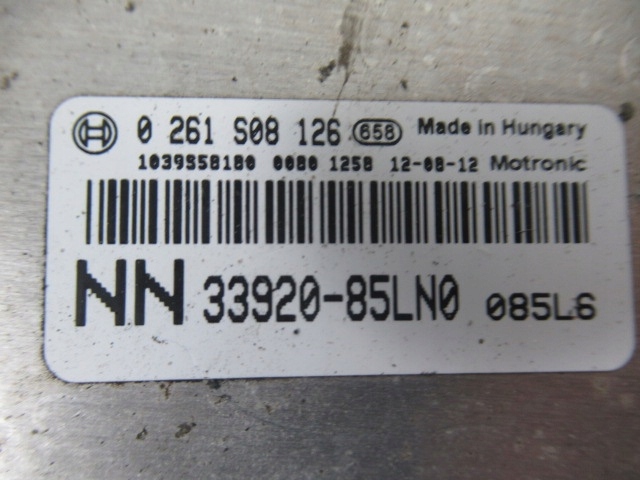 0 261 S08 126 658 Made in Hungary
1039S58180 0080 1258 12-08-12 Motronic
NN 33920-85LN0 085L6